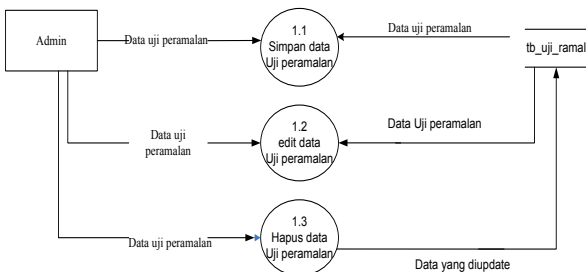 Admin
Data uji peramalan
1.1
Simpan data
Uji peramalan
Data uji peramalan
tb_uji_ramal
Data uji
peramalan
1.2
edit data
Uji peramalan
Data Uji peramalan
Data uji peramalan
1.3
Hapus data
Uji peramalan
Data yang diupdate